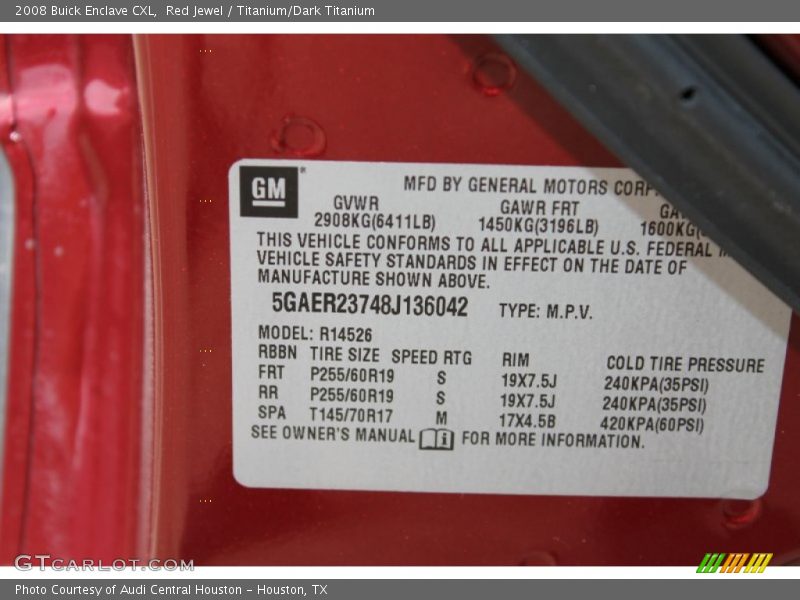 2008 Buick Enclave CXL, Red Jewel / Titanium/Dark Titanium
GM
MFD BY GENERAL MOTORS
GVWR GAWR FRT
2908KG(6411LB) 1450KG(3196LB) 1600KG
THIS VEHICLE CONFORMS TO ALL APPLICABLE U.S. FEDERAL
VEHICLE SAFETY STANDARDS IN EFFECT ON THE DATE OF
MANUFACTURE SHOWN ABOVE.
5GAER23748J136042 TYPE: M.P.V.
MODEL: R14526
RBBN TIRE SIZE SPEED RTG RIM COLD TIRE PRESSURE
FRT P255/60R19 S 19X7.5J 240KPA(35PSI)
RR P255/60R19 S 19X7.5J 240KPA(35PSI)
SPA T145/70R17 M 17X4.5B 420KPA(60PSI)
SEE OWNER'S MANUAL i FOR MORE INFORMATION.
GTCARLOT.COM
Photo Courtesy of Audi Central Houston - Houston, TX